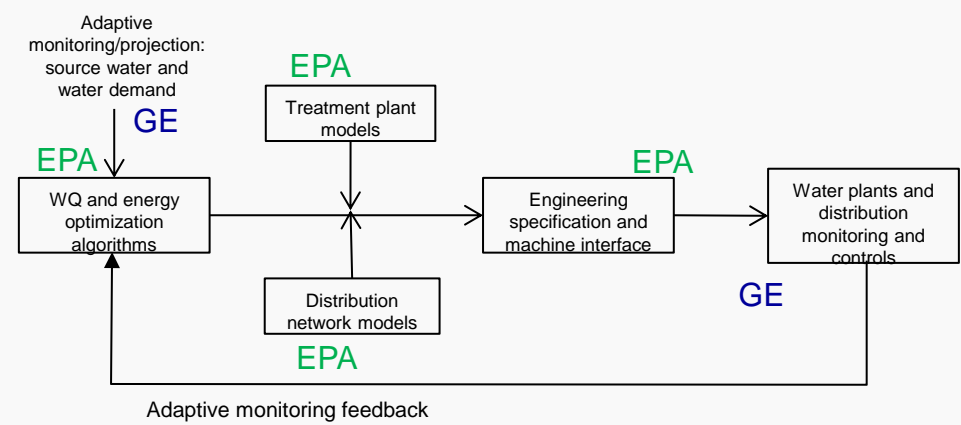 Adaptive
monitoring/projection:
source water and
water demand
GE
EPA
WQ and energy
optimization
algorithms
EPA
Treatment plant
models
Distribution
network models
EPA
EPA
Engineering
specification and
machine interface
Water plants and
distribution
monitoring and
controls
GE
Adaptive monitoring feedback